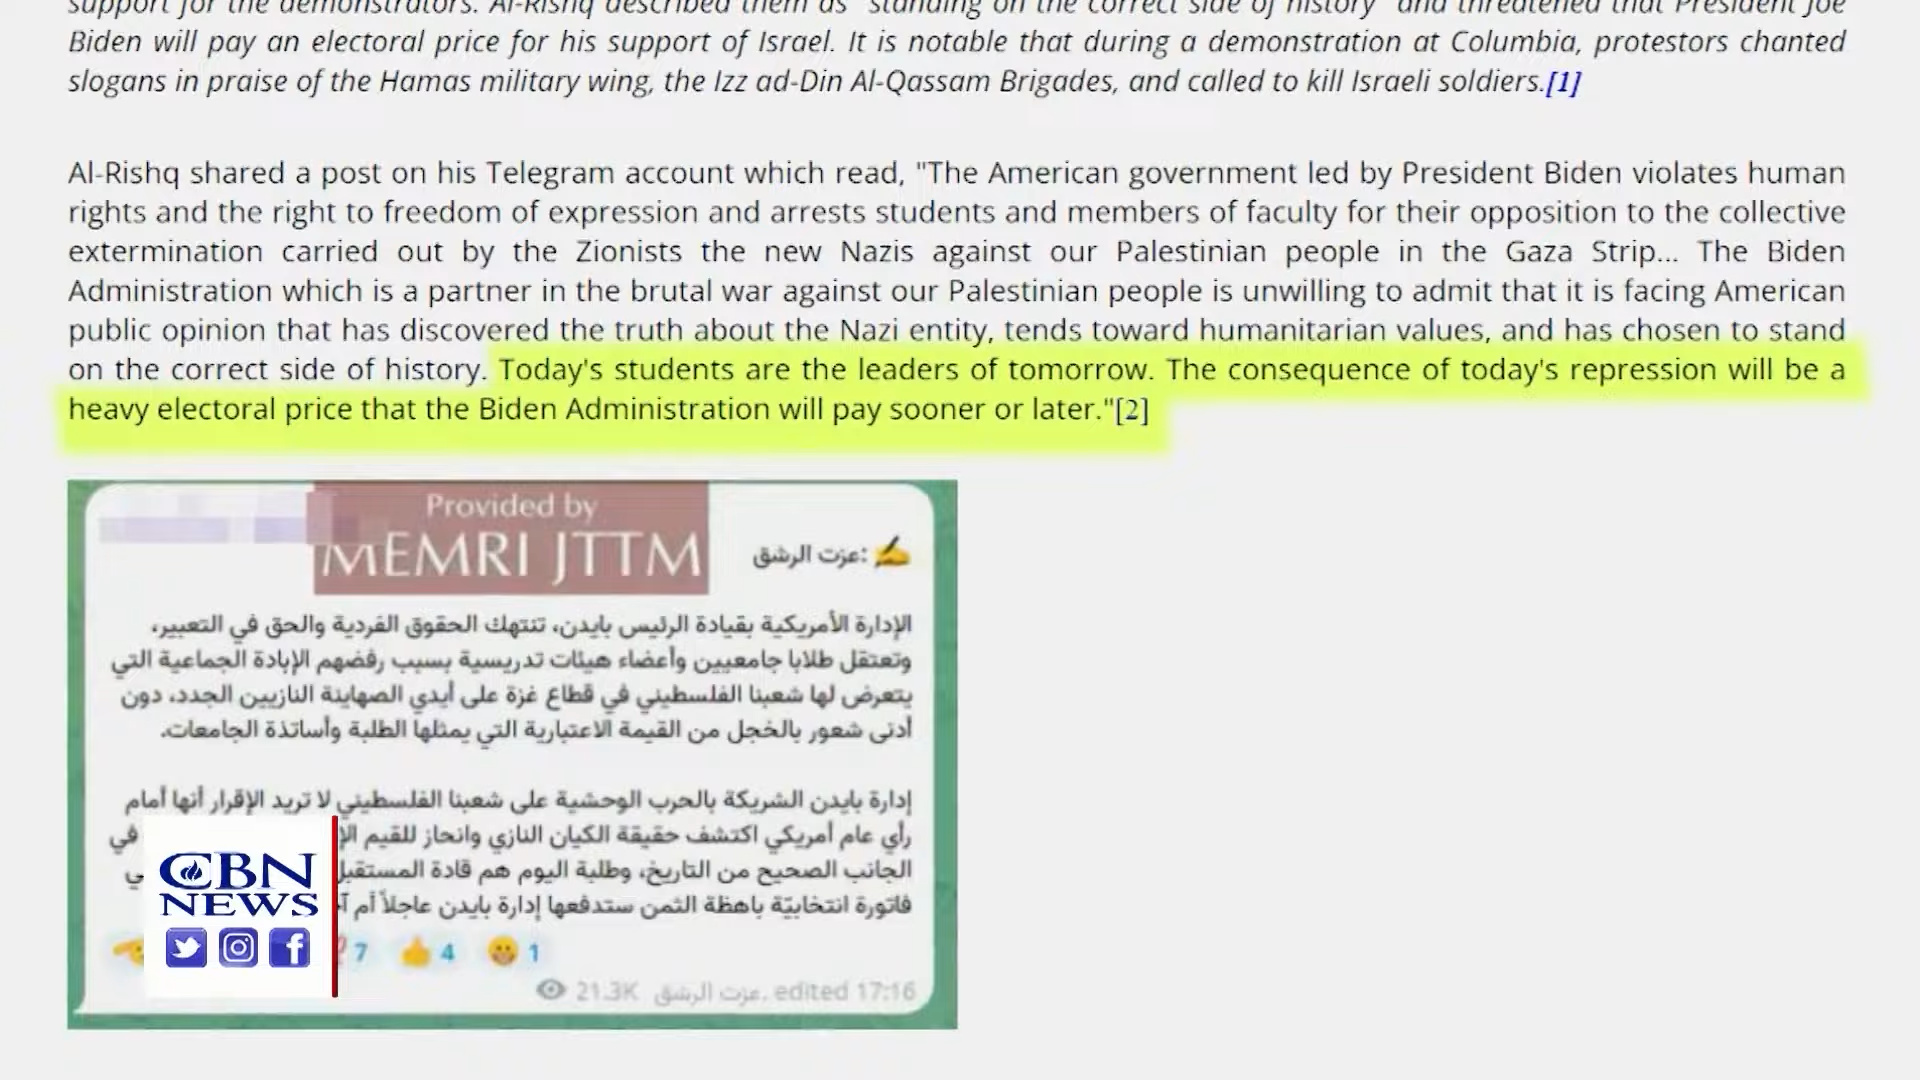 support for the demonstrators. Al-Rishq described them as "standing on the correct side of history" and threatened that President Joe
Biden will pay an electoral price for his support of Israel. It is notable that during a demonstration at Columbia, protestors chanted
slogans in praise of the Hamas military wing, the Izz ad-Din Al-Qassam Brigades, and called to kill Israeli soldiers.[1]
Al-Rishq shared a post on his Telegram account which read, "The American government led by President Biden violates human
rights and the right to freedom of expression and arrests students and members of faculty for their opposition to the collective
extermination carried out by the Zionists the new Nazis against our Palestinian people in the Gaza Strip... The Biden
Administration which is a partner in the brutal war against our Palestinian people is unwilling to admit that it is facing American
public opinion that has discovered the truth about the Nazi entity, tends toward humanitarian values, and has chosen to stand
on the correct side of history. Today's students are the leaders of tomorrow. The consequence of today's repression will be a
heavy electoral price that the Biden Administration will pay sooner or later."[2]
Provided by
MEMRI JTTM
عزت الرشق:
الإدارة الأمريكية بقيادة الرئيس بايدن، تنتهك الحقوق الفردية والحق في التعبير،
وتعتقل طلابا جامعيين وأعضاء هيئات تدريسية بسبب رفضهم الإبادة الجماعية التي
يتعرض لها شعبنا الفلسطيني في قطاع غزة على أيدي الصهاينة النازيين الجدد، دون
أدنى شعور بالخجل من القيمة الاعتبارية التي يمثلها الطلبة وأساتذة الجامعات.
إدارة بايدن الشريكة بالحرب الوحشية على شعبنا الفلسطيني لا تريد الإقرار أنها أمام
رأي عام أمريكي اكتشف حقيقة الكيان النازي وانحاز للقيم في
الجانب الصحيح من التاريخ، وطلبة اليوم هم قادة المستقبل
فاتورة انتخابيّة باهظة الثمن ستدفعها إدارة بايدن عاجلاً أم
7 4 1
21.3K عزت الرشق, edited 17:16
CBN
NEWS